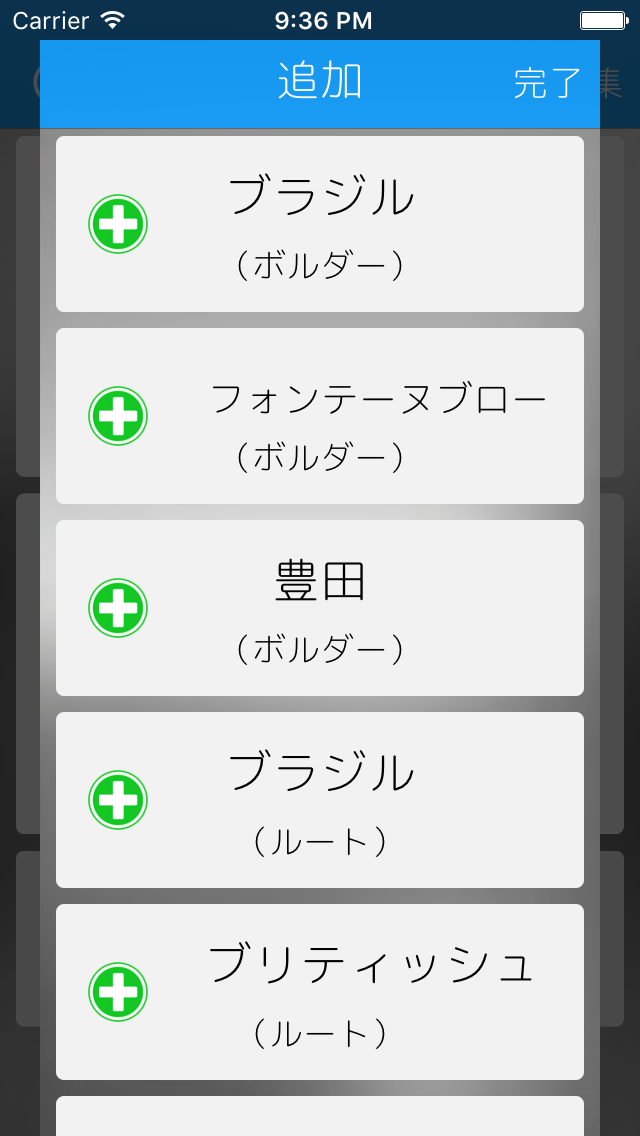 Carrier 9:36 PM
追加 完了 集
ブラジル
（ボルダー）
フォンテーヌブロー
（ボルダー）
豊田
（ボルダー）
ブラジル
（ルート）
ブリティッシュ
（ルート）